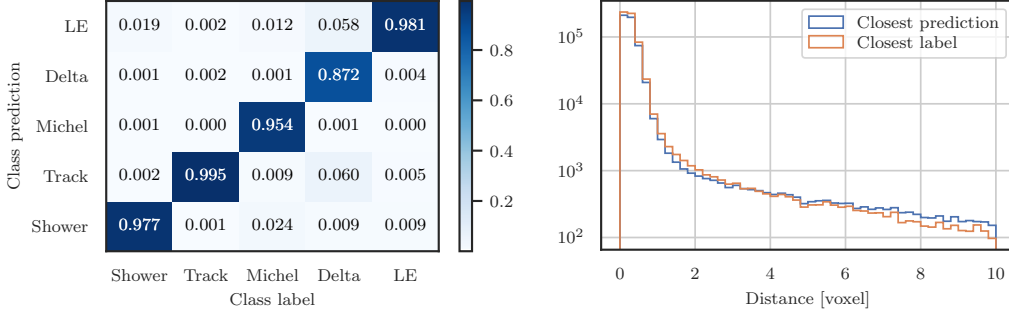 Class prediction
LE 0.019 0.002 0.012 0.058 0.981
Delta 0.001 0.002 0.001 0.872 0.004
Michel 0.001 0.000 0.954 0.001 0.000
Track 0.002 0.995 0.009 0.060 0.005
Shower 0.977 0.001 0.024 0.009 0.009
Shower Track Michel Delta LE
Class label
0.8
0.6
0.4
0.2
Closest prediction
Closest label
10^5
10^4
10^3
10^2
0 2 4 6 8 10
Distance [voxel]